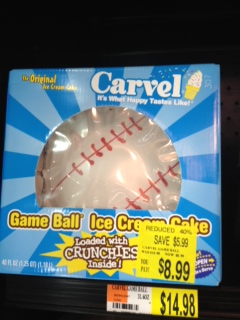 the Original
Ice Cream Cake
Carvel
It's What Happy Tastes Like!
Game Ball Ice Cream Cake
Loaded with
CRUNCHIES
Inside!
REDUCED 40%
SAVE $5.99
$8.99
OPEN
$14.98